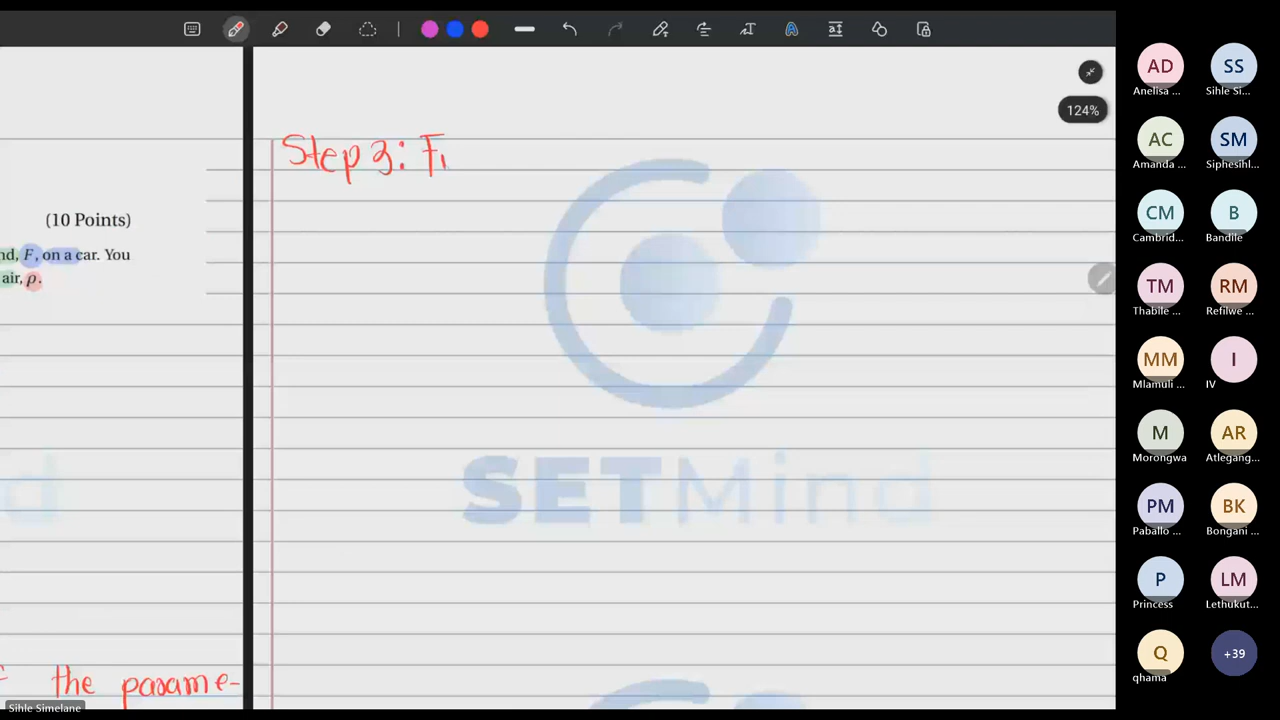 124%
Step 3: Fi
(10 Points)
nd, F, on a car. You
air, ρ.
SETMind
d
the parame-
Sihle Simelane
AD
Anelisa ...
SS
Sihle Si...
AC
Amanda ...
SM
Siphesihl...
CM
Cambrid...
B
Bandile
TM
Thabile ...
RM
Refilwe ...
MM
Mlamuli ...
I
IV
M
Morongwa
AR
Atlegang...
PM
Paballo ...
BK
Bongani ...
P
Princess
LM
Lethukut...
Q
qhama
+39